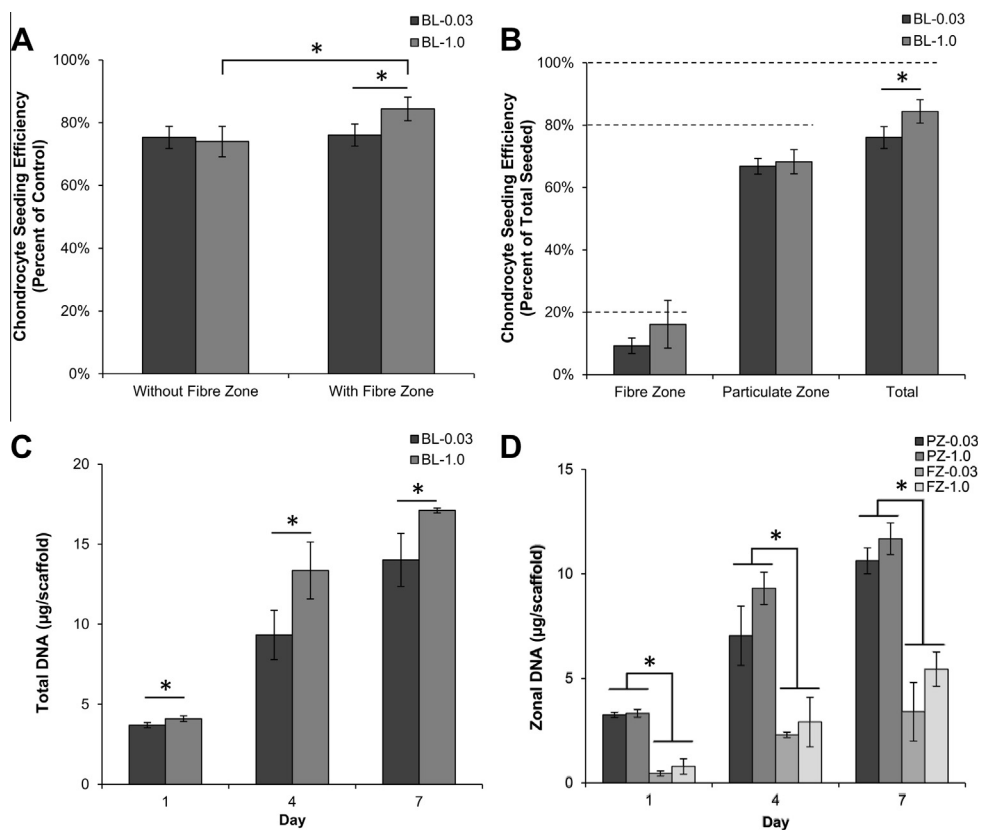 A
BL-0.03
BL-1.0
100%
80%
60%
40%
20%
0%
Chondrocyte Seeding Efficiency
(Percent of Control)
*
*
Without Fibre Zone
With Fibre Zone
B
BL-0.03
BL-1.0
100%
80%
60%
40%
20%
0%
Chondrocyte Seeding Efficiency
(Percent of Total Seeded)
*
Fibre Zone
Particulate Zone
Total
C
BL-0.03
BL-1.0
20
15
10
5
0
Total DNA (µg/scaffold)
*
*
*
1
4
7
Day
D
PZ-0.03
PZ-1.0
FZ-0.03
FZ-1.0
15
10
5
0
Zonal DNA (µg/scaffold)
*
*
*
1
4
7
Day